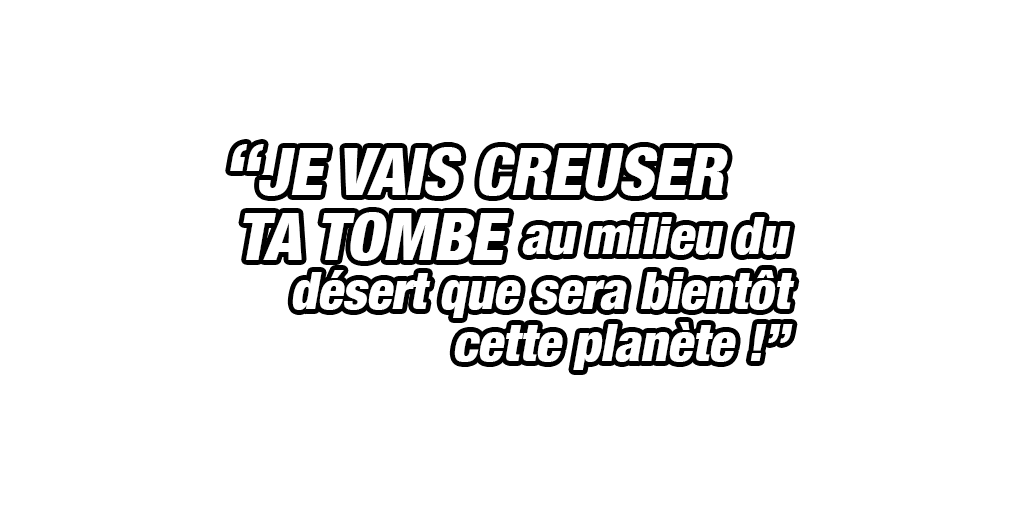 “JE VAIS CREUSER
TA TOMBE au milieu du
désert que sera bientôt
cette planète !”